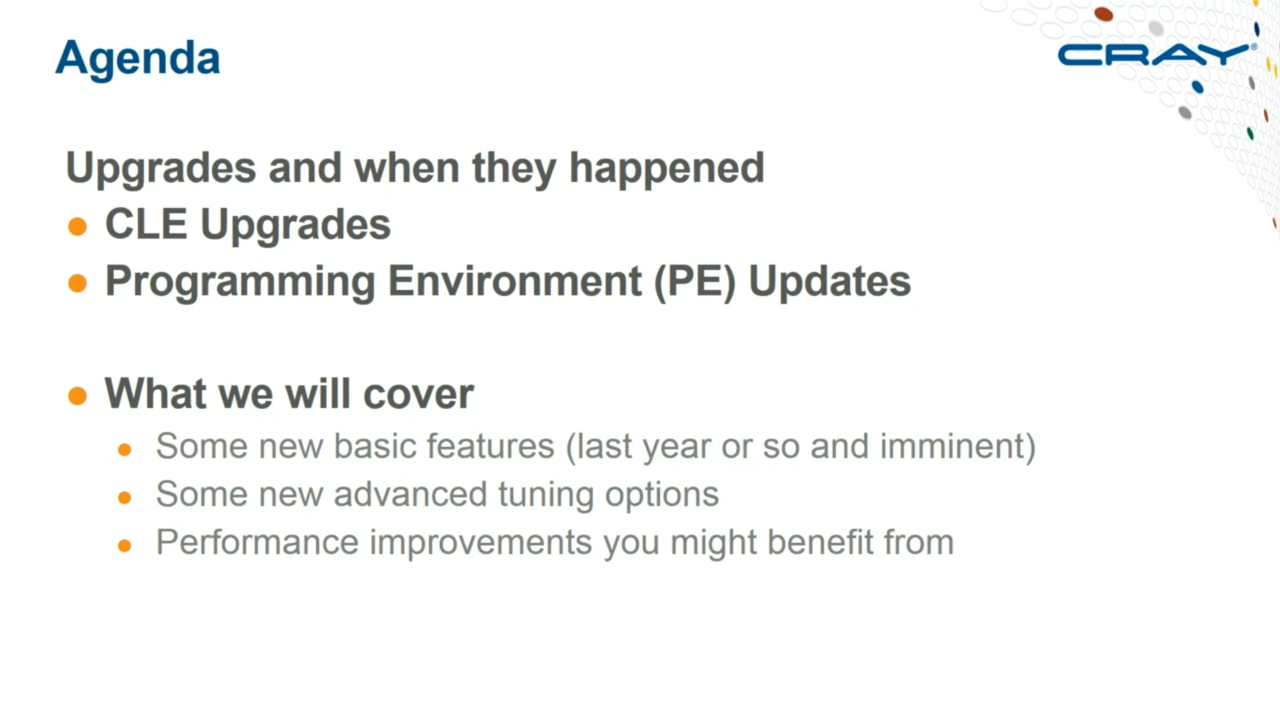 Agenda
CRAY®
Upgrades and when they happened
CLE Upgrades
Programming Environment (PE) Updates
What we will cover
Some new basic features (last year or so and imminent)
Some new advanced tuning options
Performance improvements you might benefit from